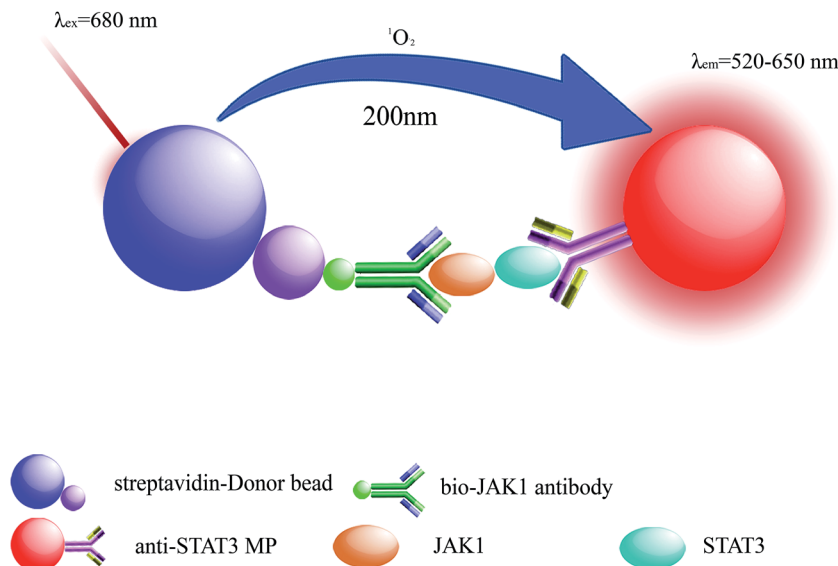 λex=680 nm
¹O₂
λem=520-650 nm
200nm
streptavidin-Donor bead
bio-JAK1 antibody
anti-STAT3 MP
JAK1
STAT3